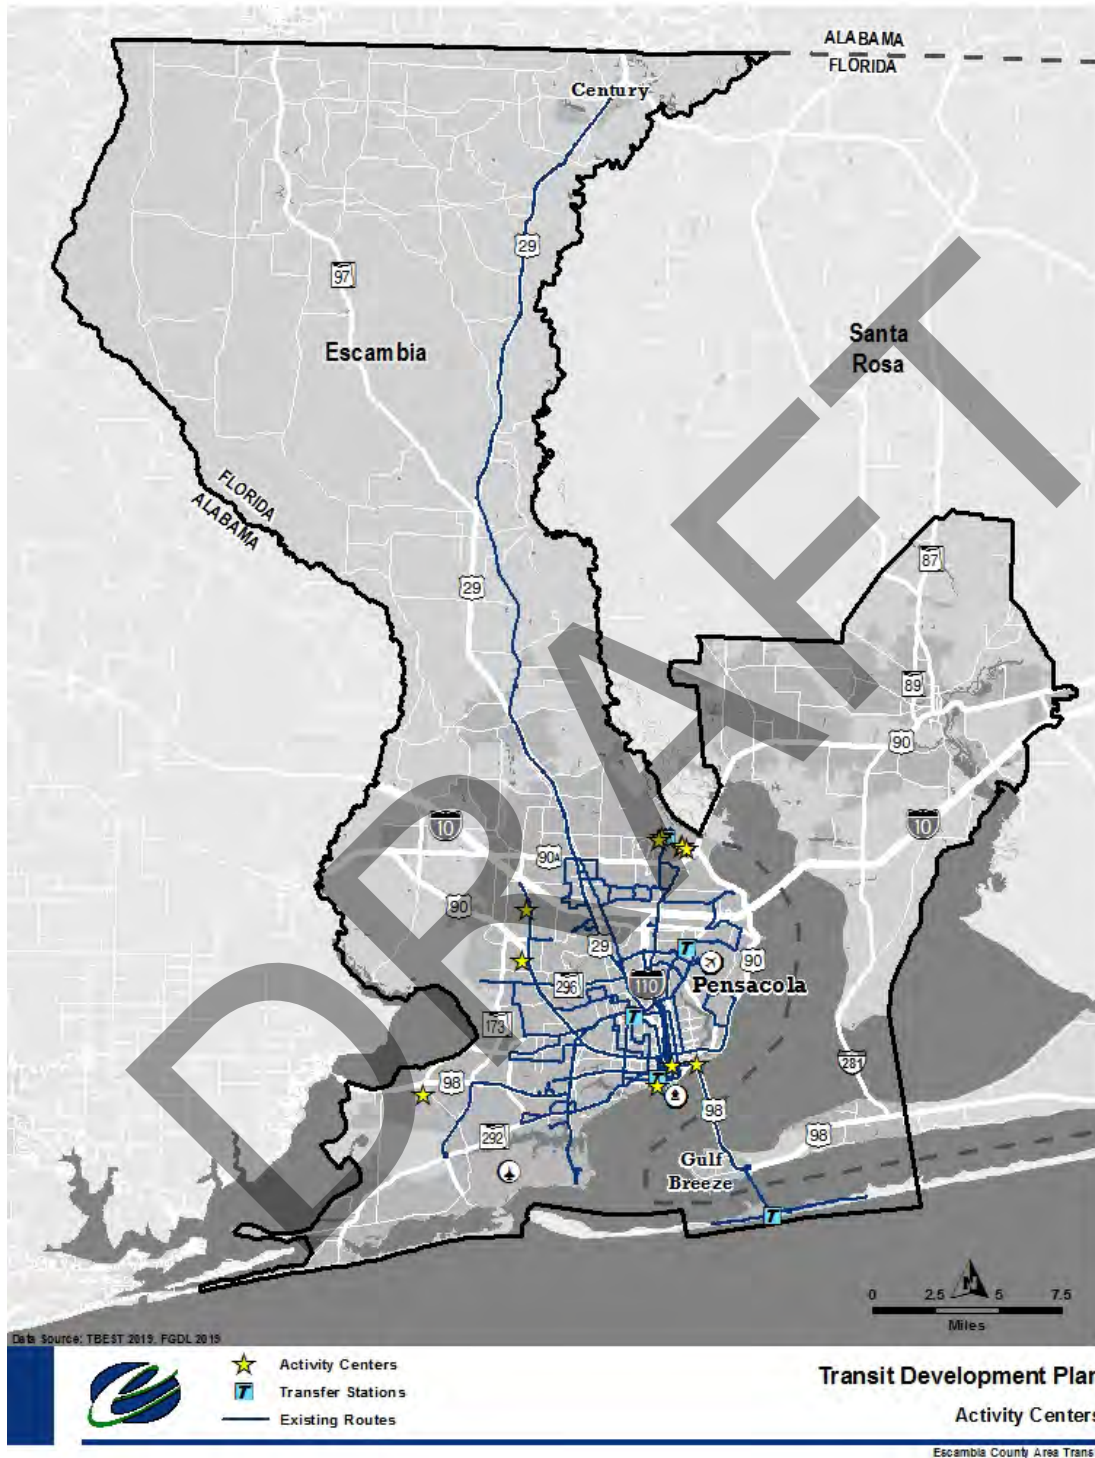 ALABAMA
FLORIDA
Century
29
97
Escambia
Santa
Rosa
FLORIDA
ALABAMA
87
29
89
90
10
10
90A
90
29
T
90
296
110
Pensacola
T
173
281
98
T
98
98
292
Gulf
Breeze
T
DRAFT
N
0 2.5 5 7.5
Miles
Data Source: TBEST 2019, FGDL 2019
Activity Centers
T Transfer Stations
Existing Routes
Transit Development Plan
Activity Centers
Escambia County Area Trans